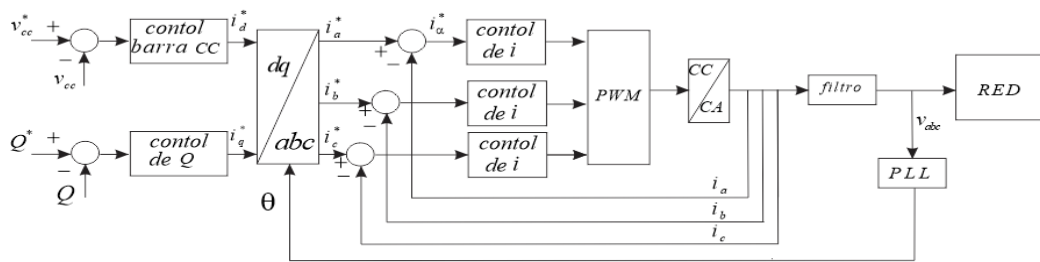 v*cc
+
−
vcc
contol
barra CC
i*d
Q*
+
−
Q
contol
de Q
i*q
dq
abc
θ
i*a
i*b
i*c
+
−
+
−
+
−
i*α
contol
de i
contol
de i
contol
de i
PWM
CC
CA
filtro
RED
vabc
PLL
ia
ib
ic